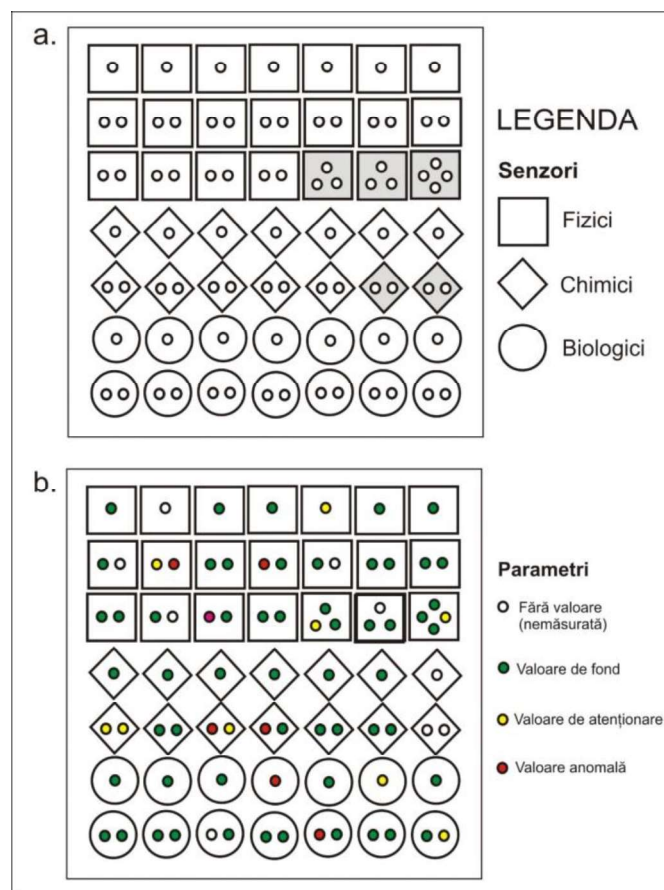 a.
LEGENDA
Senzori
Fizici
Chimici
Biologici
b.
Parametri
Fără valoare
(nemăsurată)
Valoare de fond
Valoare de atenționare
Valoare anomală